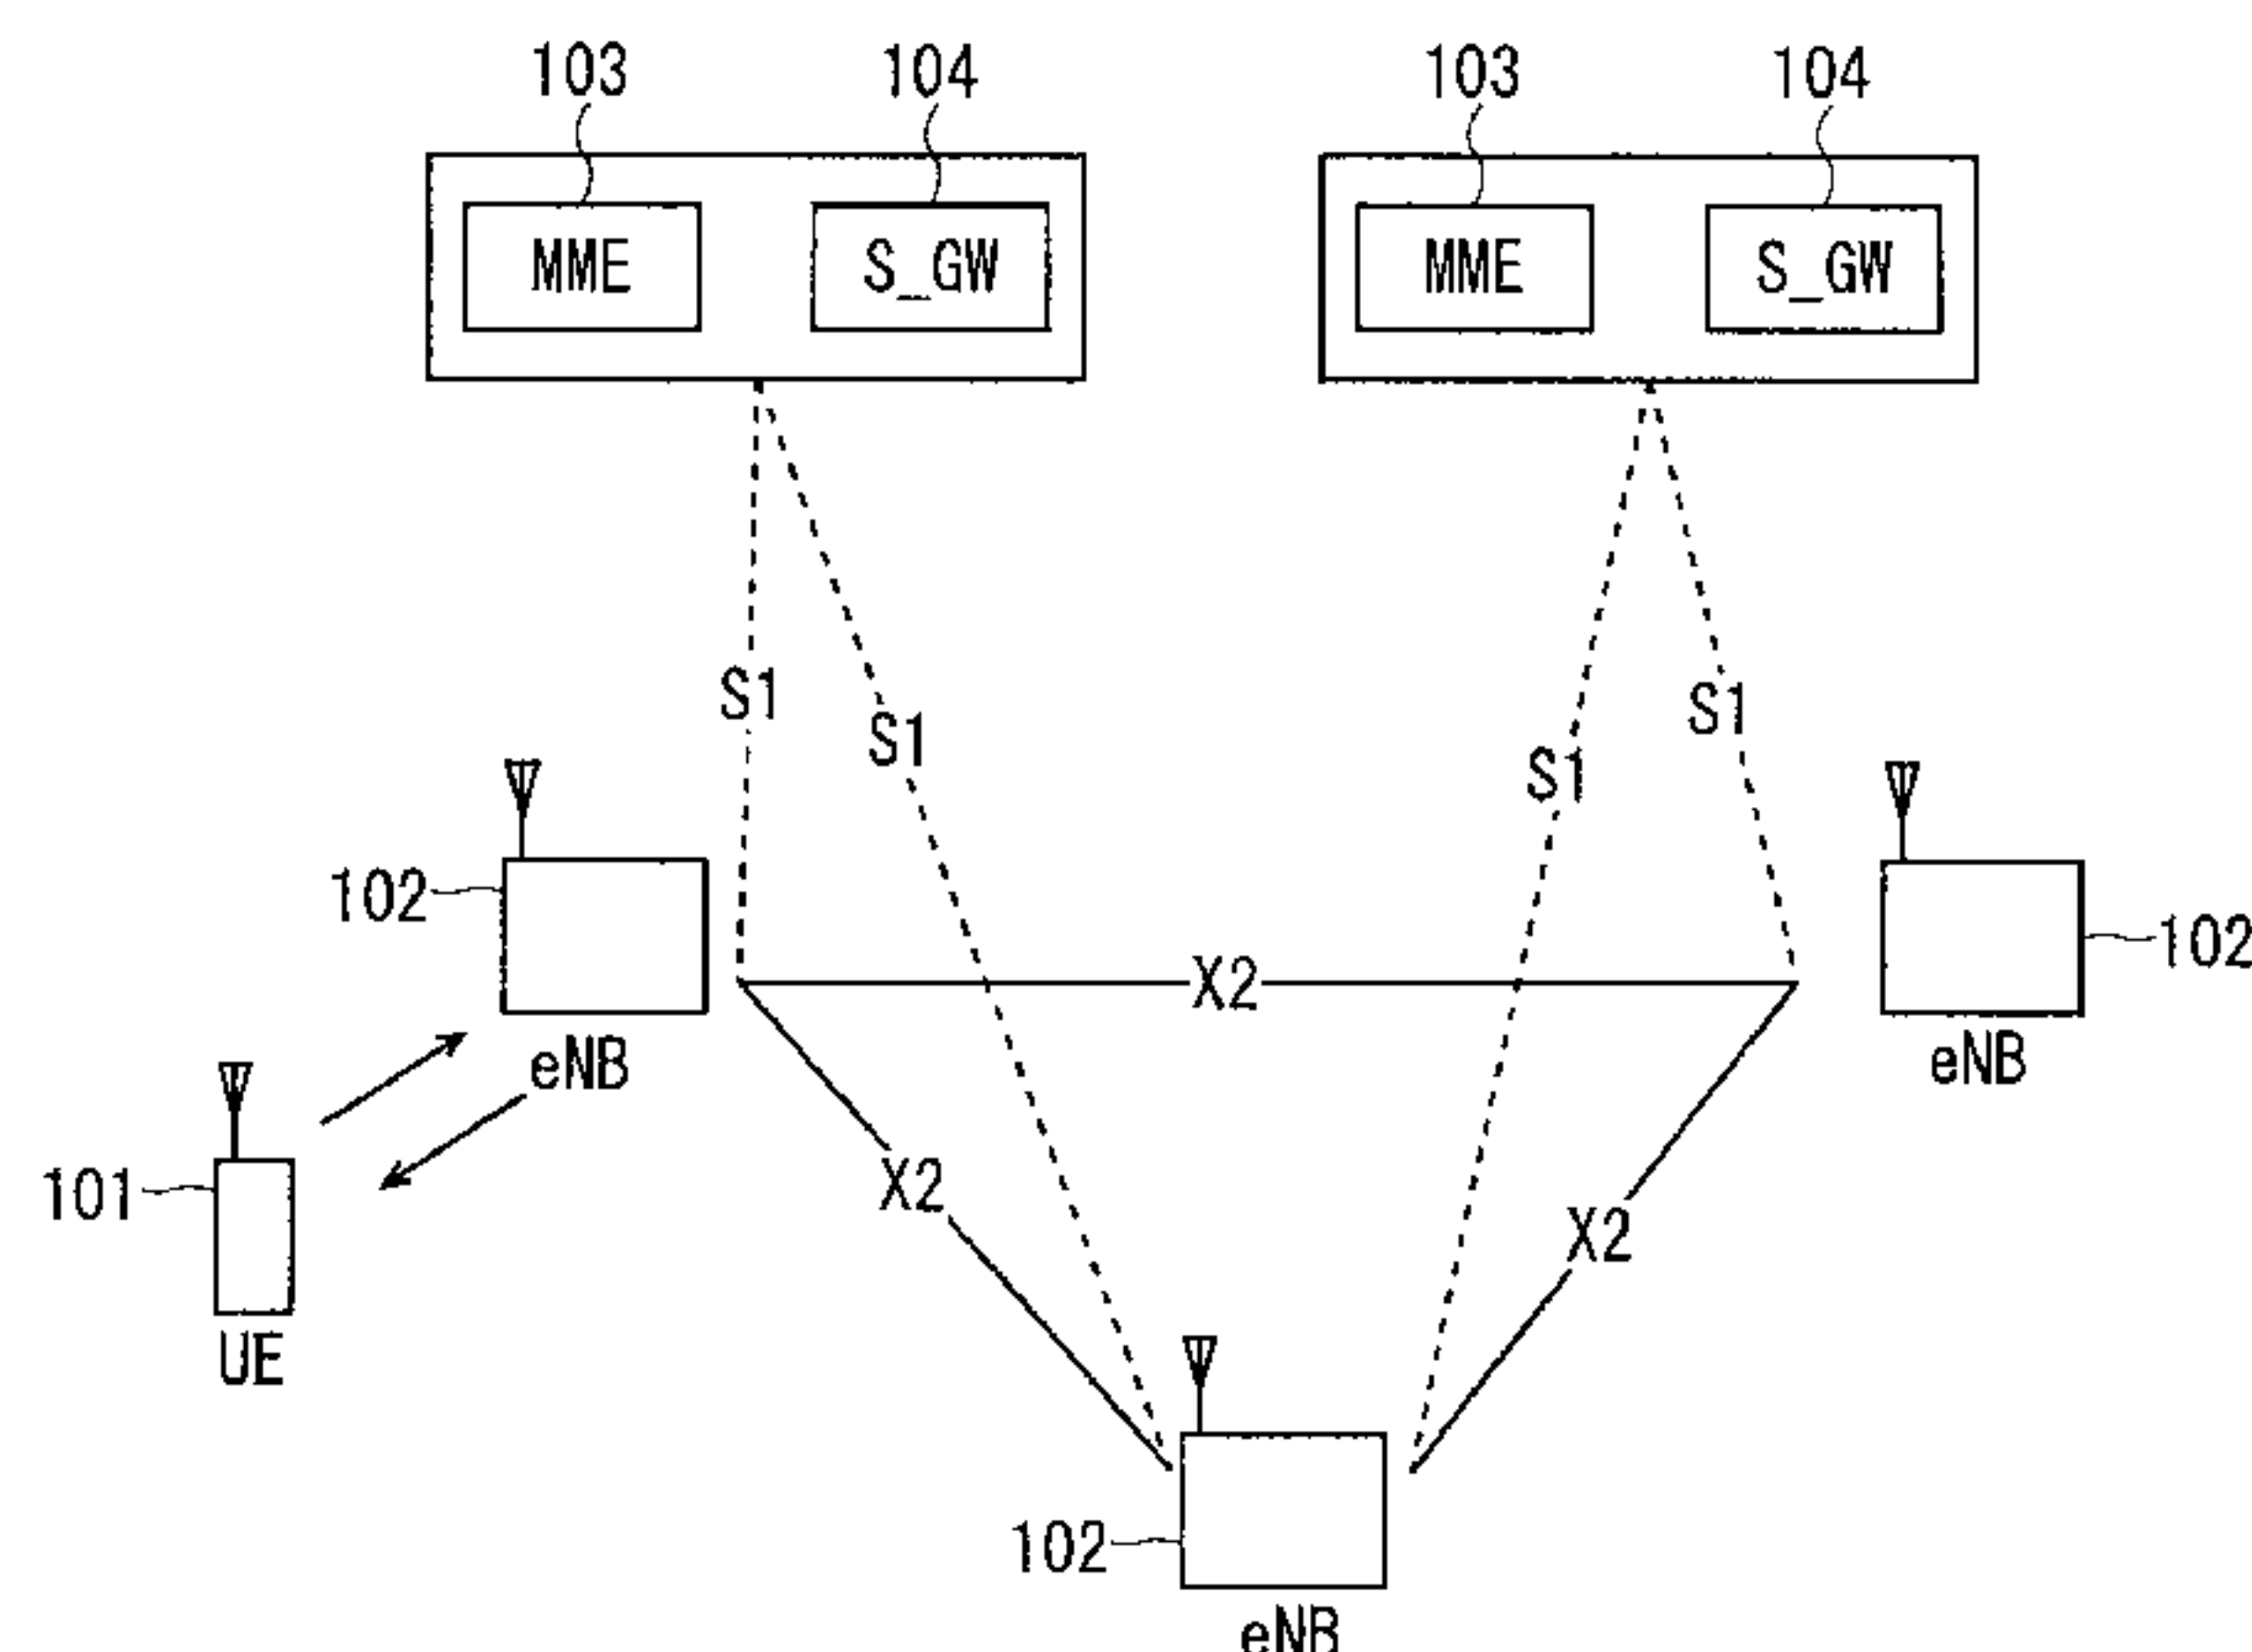 103 104 103 104
MME S_GW MME S_GW
S1 S1 S1 S1
102 X2 102
eNB eNB
101 X2 X2
UE
102
eNB